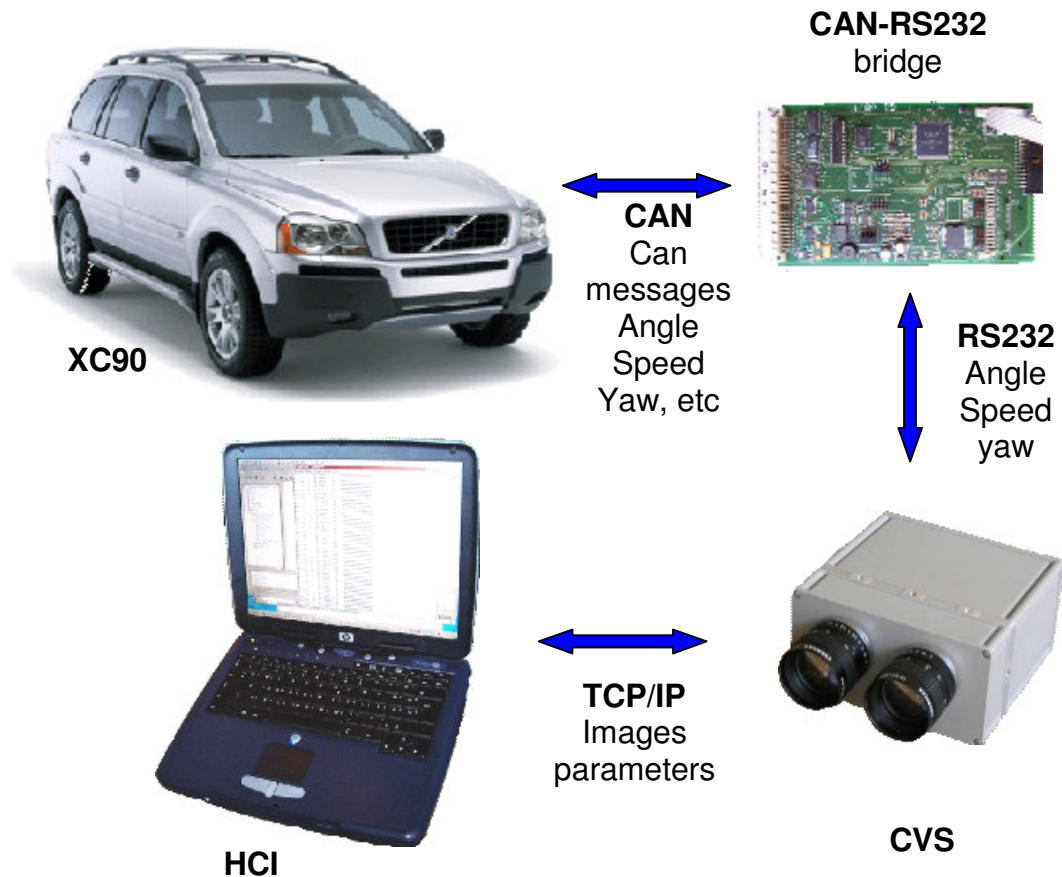 CAN-RS232
bridge
CAN
Can
messages
Angle
Speed
Yaw, etc
XC90
RS232
Angle
Speed
yaw
TCP/IP
Images
parameters
HCI
CVS